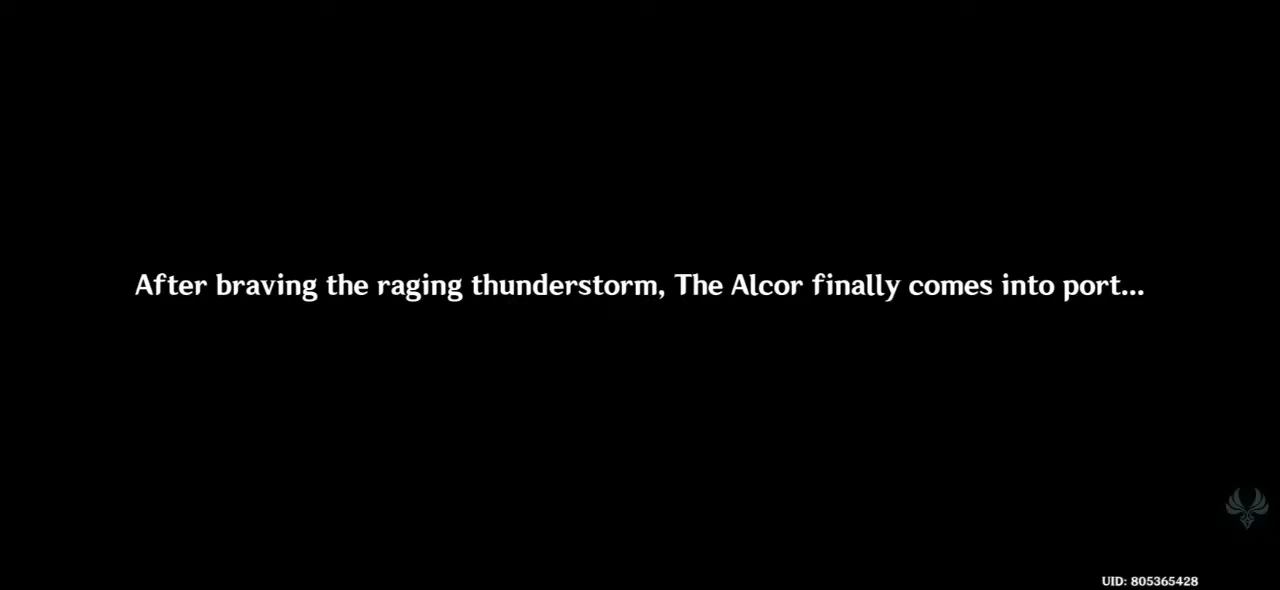 After braving the raging thunderstorm, The Alcor finally comes into port...
UID: 805365428